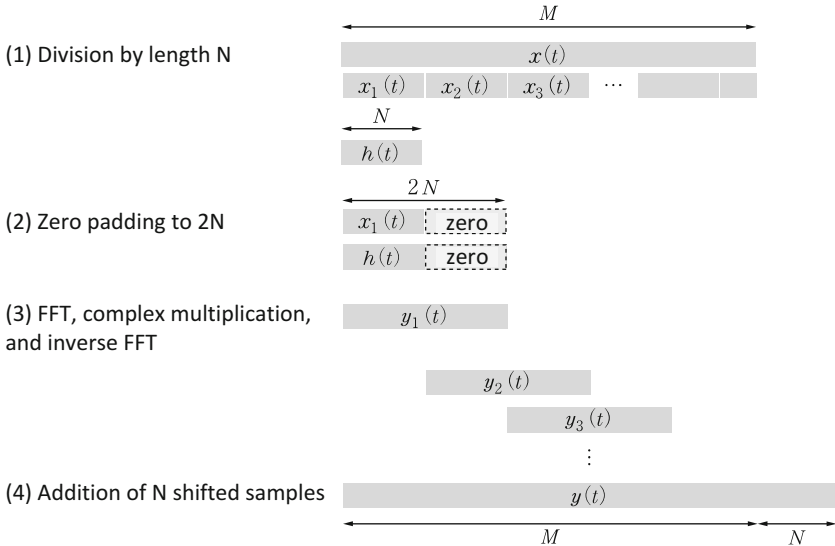 M
(1) Division by length N
x(t)
x₁(t) x₂(t) x₃(t) ⋯
N
h(t)
2N
(2) Zero padding to 2N
x₁(t) zero
h(t) zero
(3) FFT, complex multiplication,
and inverse FFT
y₁(t)
y₂(t)
y₃(t)
⋮
(4) Addition of N shifted samples
y(t)
M N